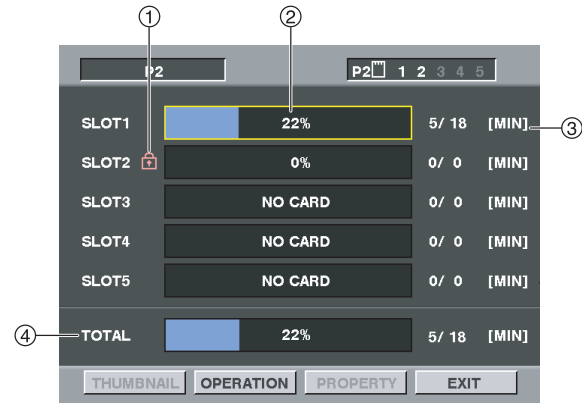 ① ②
P2 P2 1 2 3 4 5
SLOT1 22% 5/ 18 [MIN] ③
SLOT2 0% 0/ 0 [MIN]
SLOT3 NO CARD 0/ 0 [MIN]
SLOT4 NO CARD 0/ 0 [MIN]
SLOT5 NO CARD 0/ 0 [MIN]
④ TOTAL 22% 5/ 18 [MIN]
THUMBNAIL OPERATION PROPERTY EXIT